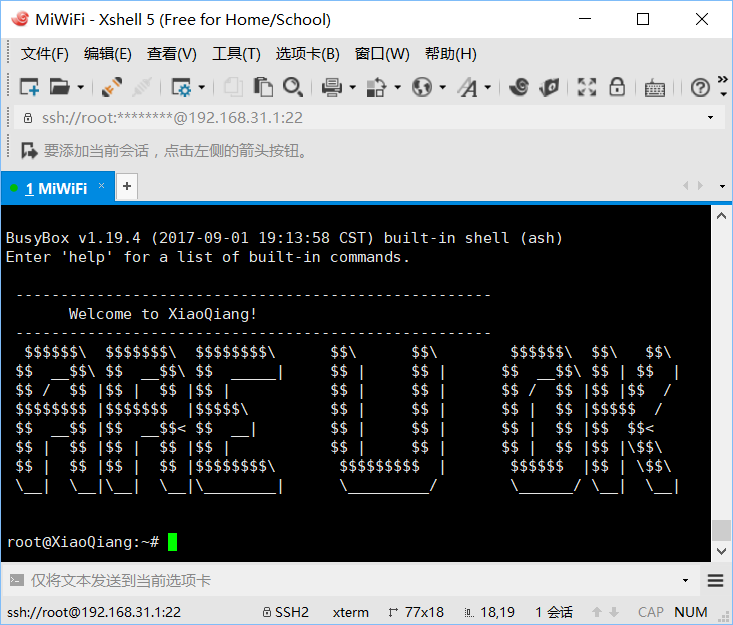 MiWiFi - Xshell 5 (Free for Home/School)
文件(F) 编辑(E) 查看(V) 工具(T) 选项卡(B) 窗口(W) 帮助(H)
ssh://root:********@192.168.31.1:22
要添加当前会话，点击左侧的箭头按钮。
1 MiWiFi × +
BusyBox v1.19.4 (2017-09-01 19:13:58 CST) built-in shell (ash)
Enter 'help' for a list of built-in commands.
-----------------------------------------------------
Welcome to XiaoQiang!
-----------------------------------------------------
  $$$$$$\  $$$$$$$\  $$$$$$$$\      $$\      $$\        $$$$$$\  $$\   $$\
 $$  __$$\ $$  __$$\ $$  _____|     $$ |     $$ |      $$  __$$\ $$ | $$  |
 $$ /  $$ |$$ |  $$ |$$ |           $$ |     $$ |      $$ /  $$ |$$ |$$  /
 $$$$$$$$ |$$$$$$$  |$$$$$\         $$ |     $$ |      $$ |  $$ |$$$$$  /
 $$  __$$ |$$  __$$< $$  __|        $$ |     $$ |      $$ |  $$ |$$  $$<
 $$ |  $$ |$$ |  $$ |$$ |           $$ |     $$ |      $$ |  $$ |$$ |\$$\
 $$ |  $$ |$$ |  $$ |$$$$$$$$\       $$$$$$$$$  |       $$$$$$  |$$ | \$$\
 \__|  \__|\__|  \__|\________|      \_________/        \______/ \__|  \__|
root@XiaoQiang:~#
仅将文本发送到当前选项卡
ssh://root@192.168.31.1:22 SSH2 xterm 77x18 18,19 1 会话 CAP NUM